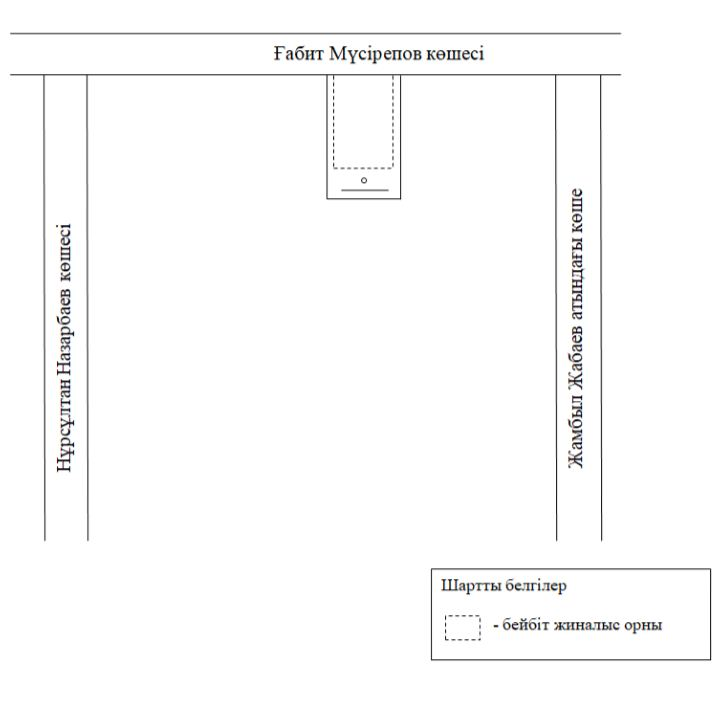 Ғабит Мүсірепов көшесі
Нұрсұлтан Назарбаев көшесі
Жамбыл Жабаев атындағы көше
Шартты белгілер
- бейбіт жиналыс орны